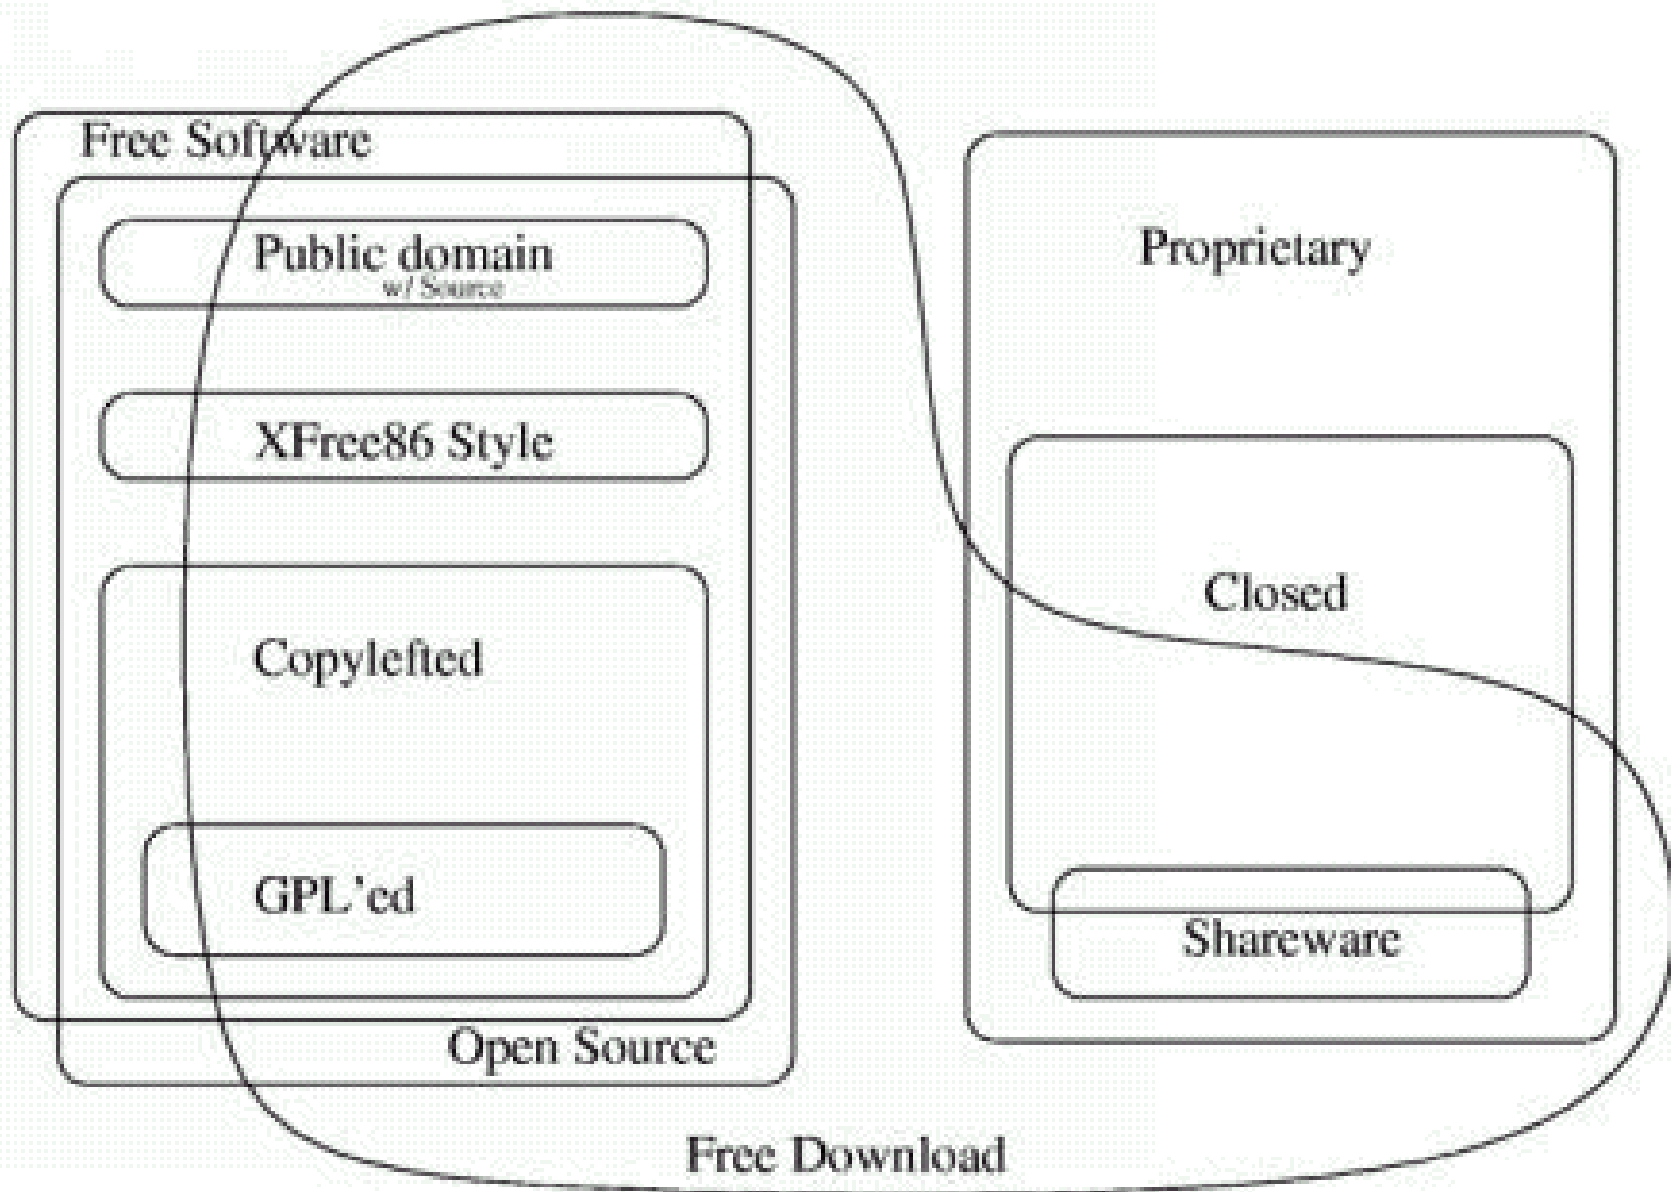 Free Software
Public domain
w/ Source
XFree86 Style
Copylefted
GPL'ed
Open Source
Proprietary
Closed
Shareware
Free Download